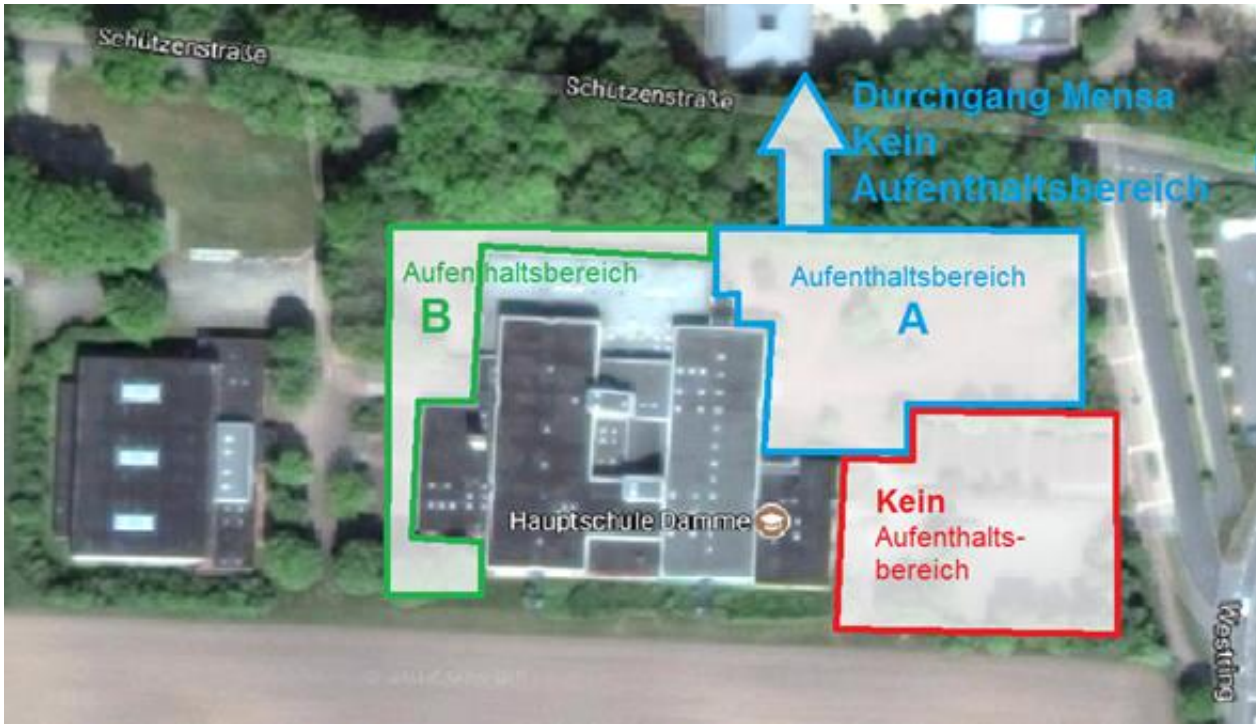 Schützenstraße
Schützenstraße
Durchgang Mensa
Kein
Aufenthaltsbereich
Aufenthaltsbereich
B
Aufenthaltsbereich
A
Kein
Aufenthalts-
bereich
Hauptschule Damme
Westring